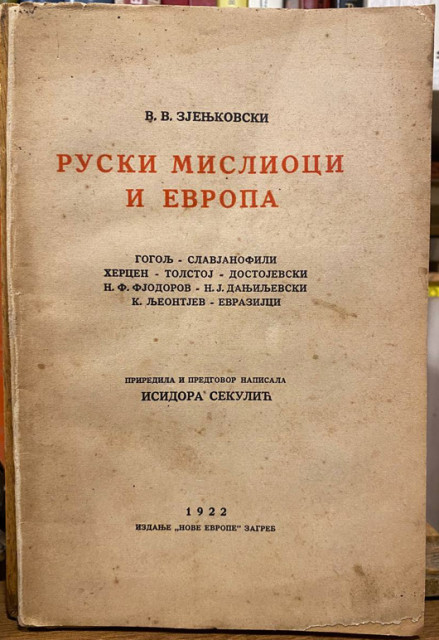 В. В. ЗЈЕЊКОВСКИ
РУСКИ МИСЛИОЦИ
И ЕВРОПА
ГОГОЉ - СЛАВЈАНОФИЛИ
ХЕРЦЕН - ТОЛСТОЈ - ДОСТОЈЕВСКИ
Н. Ф. ФЈОДОРОВ - Н. Ј. ДАЊИЉЕВСКИ
К. ЉЕОНТЈЕВ - ЕВРАЗИЈЦИ
ПРИРЕДИЛА И ПРЕДГОВОР НАПИСАЛА
ИСИДОРА СЕКУЛИЋ
1922
ИЗДАЊЕ „НОВЕ ЕВРОПЕ" ЗАГРЕБ